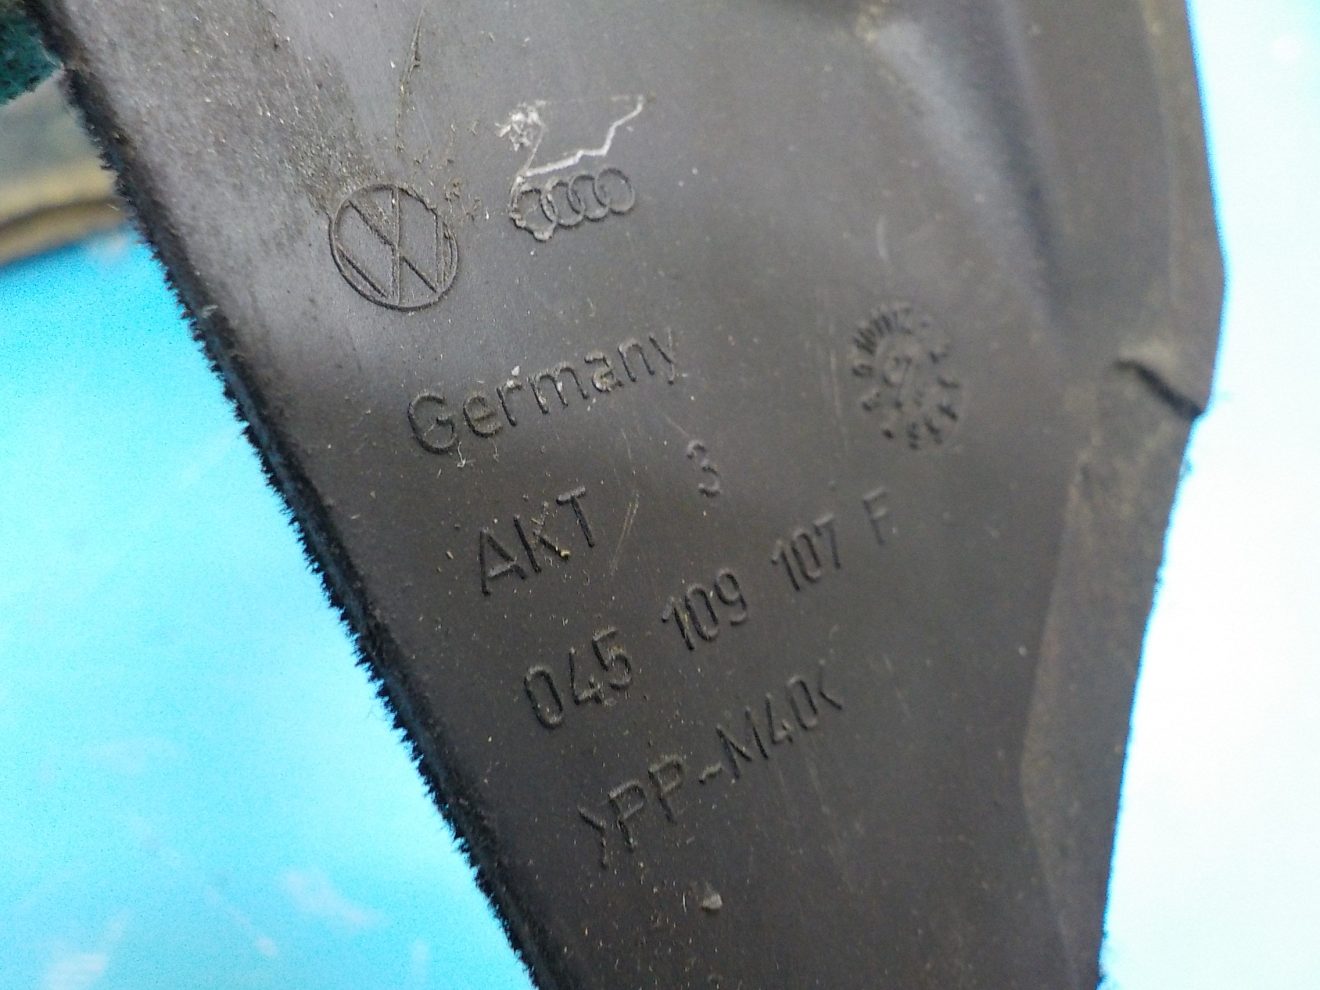 Germany
AKT 3
045 109 107 F
>PP-M40<